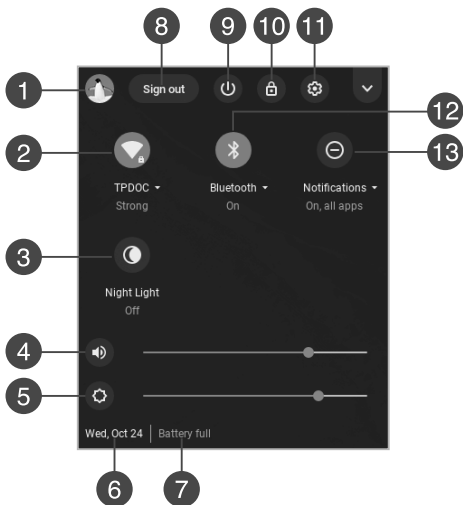 8 9 10 11
1 Sign out
12
2 13
TPDOC Bluetooth Notifications
Strong On On, all apps
3
Night Light
Off
4
5
Wed, Oct 24 Battery full
6 7